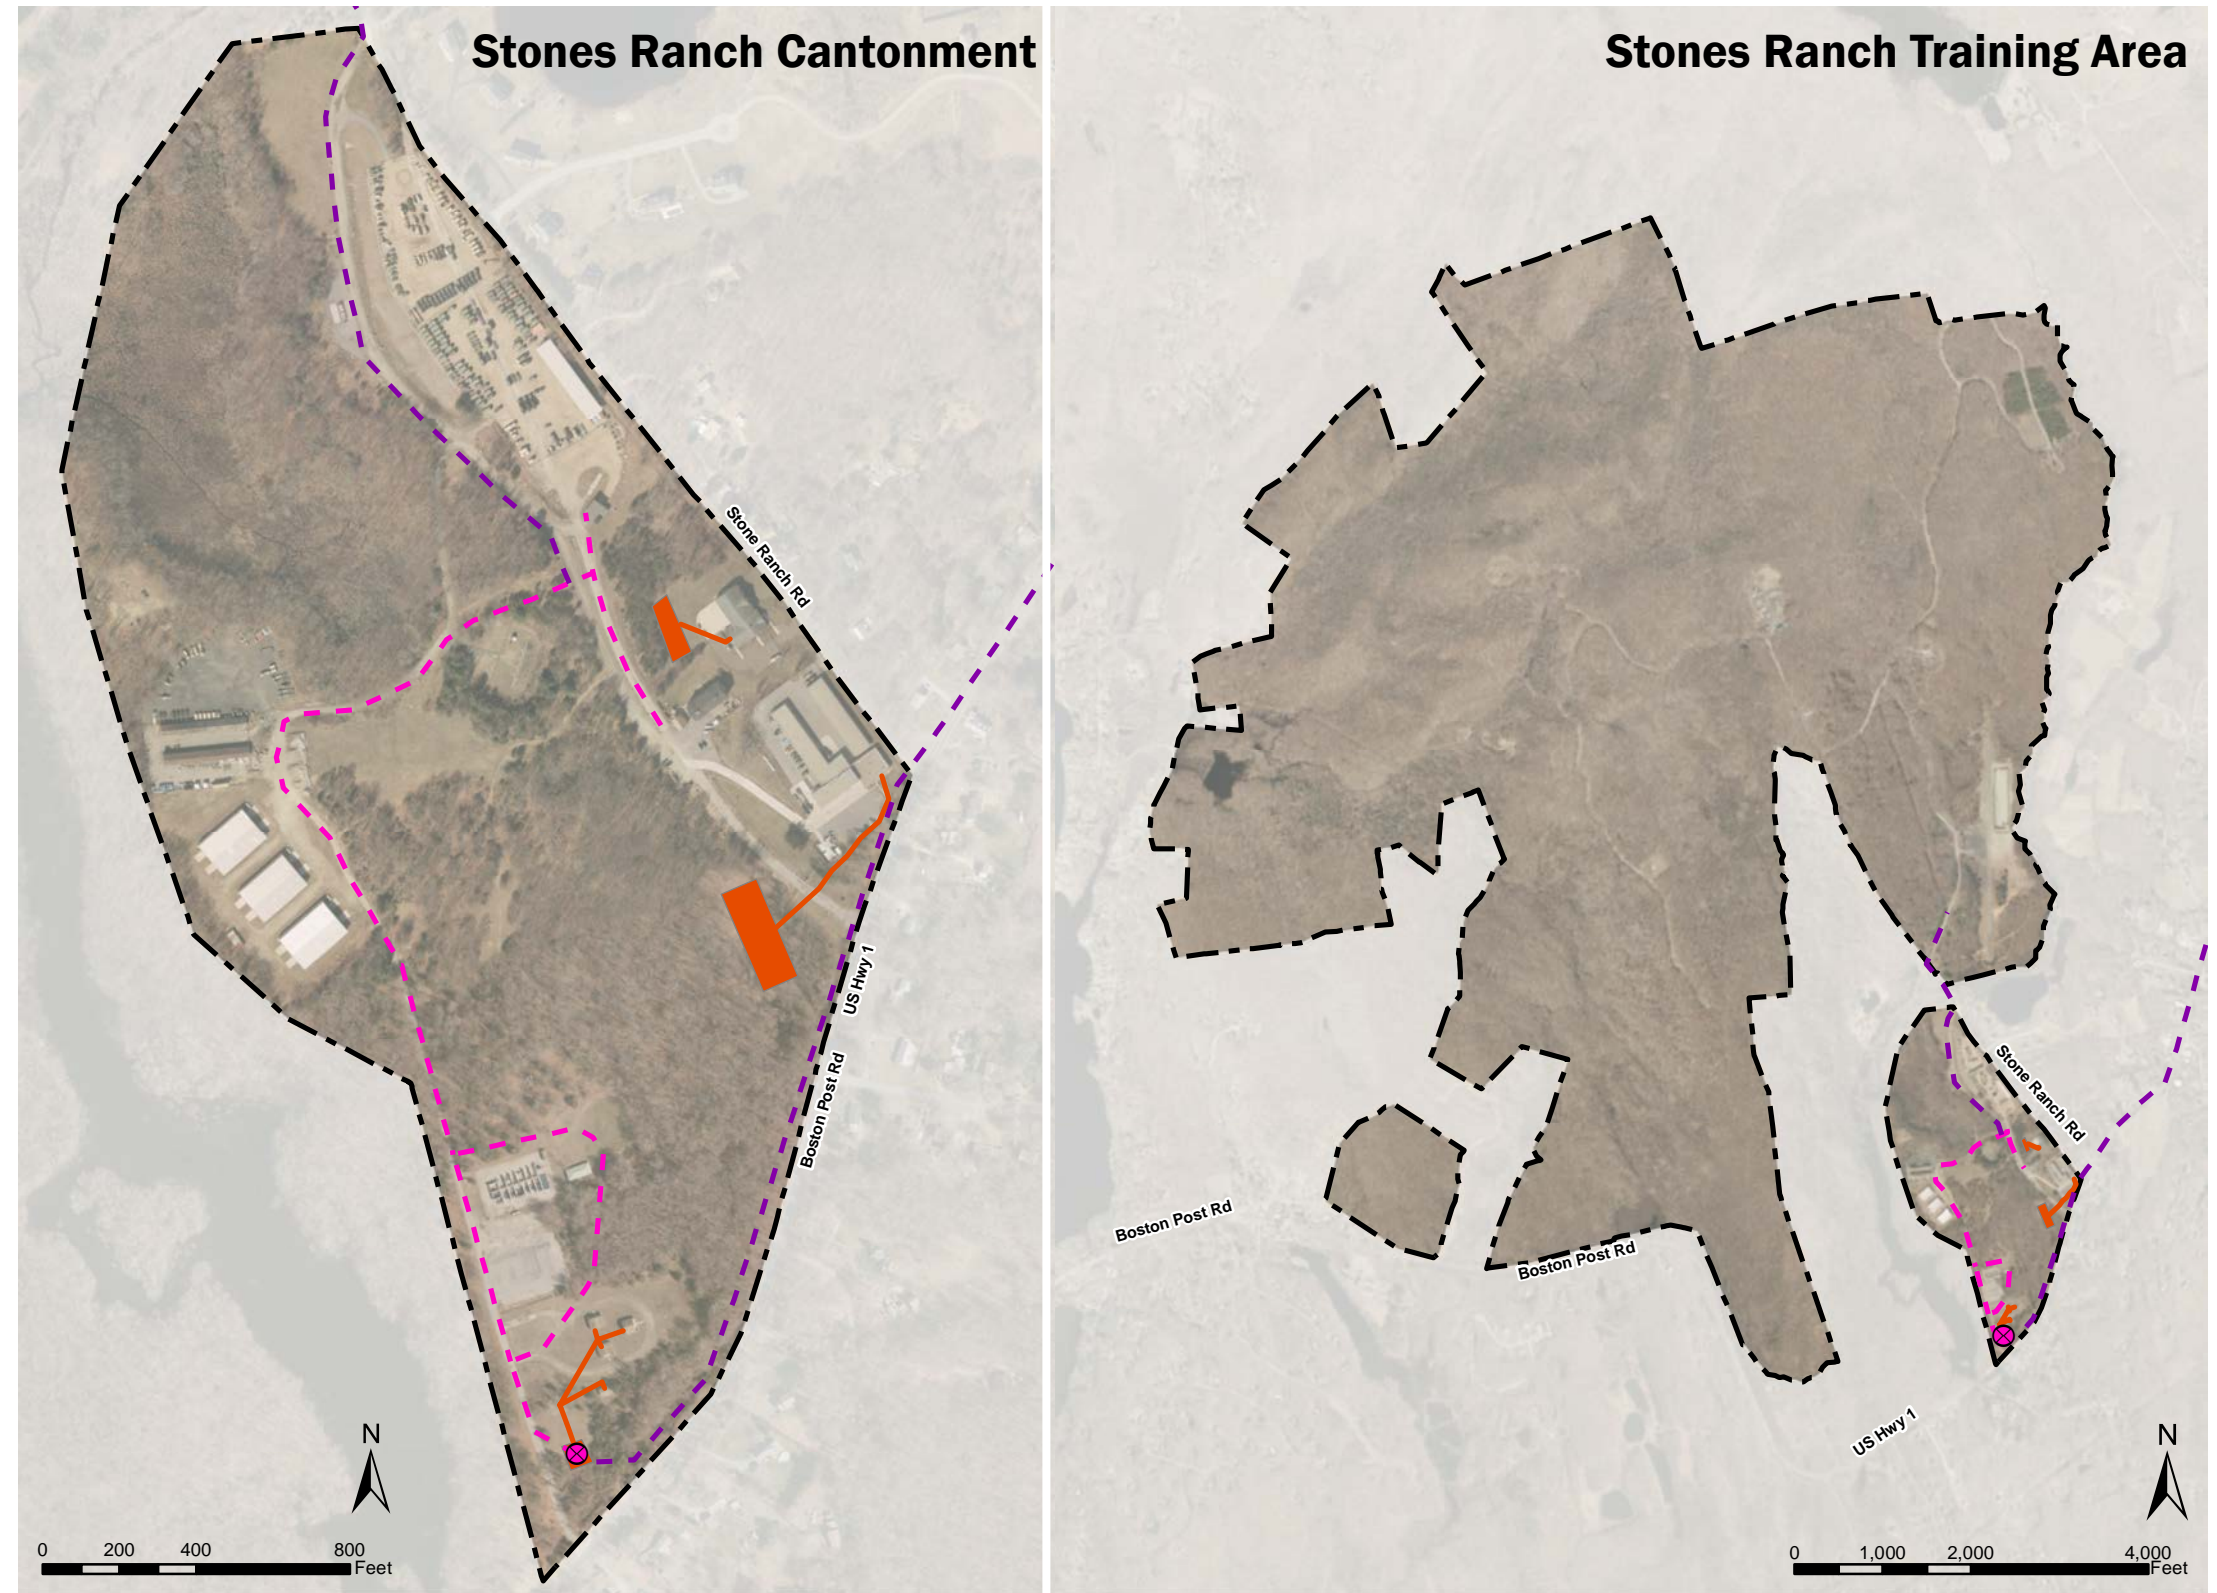 Stones Ranch Cantonment
Stone Ranch Rd
US Hwy 1
Boston Post Rd
N
0 200 400 800
Feet
Stones Ranch Training Area
Stone Ranch Rd
Boston Post Rd
Boston Post Rd
US Hwy 1
N
0 1,000 2,000 4,000
Feet